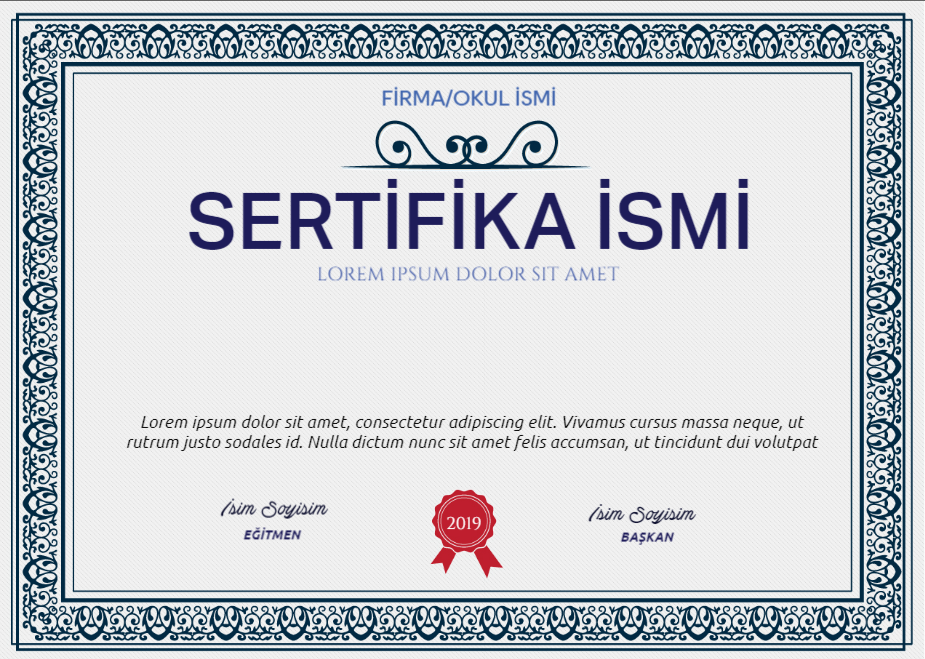 FİRMA/OKUL İSMİ
SERTİFİKA İSMİ
LOREM IPSUM DOLOR SIT AMET
Lorem ipsum dolor sit amet, consectetur adipiscing elit. Vivamus cursus massa neque, ut
rutrum justo sodales id. Nulla dictum nunc sit amet felis accumsan, ut tincidunt dui volutpat
İsim Soyisim
EĞİTMEN
2019
İsim Soyisim
BAŞKAN